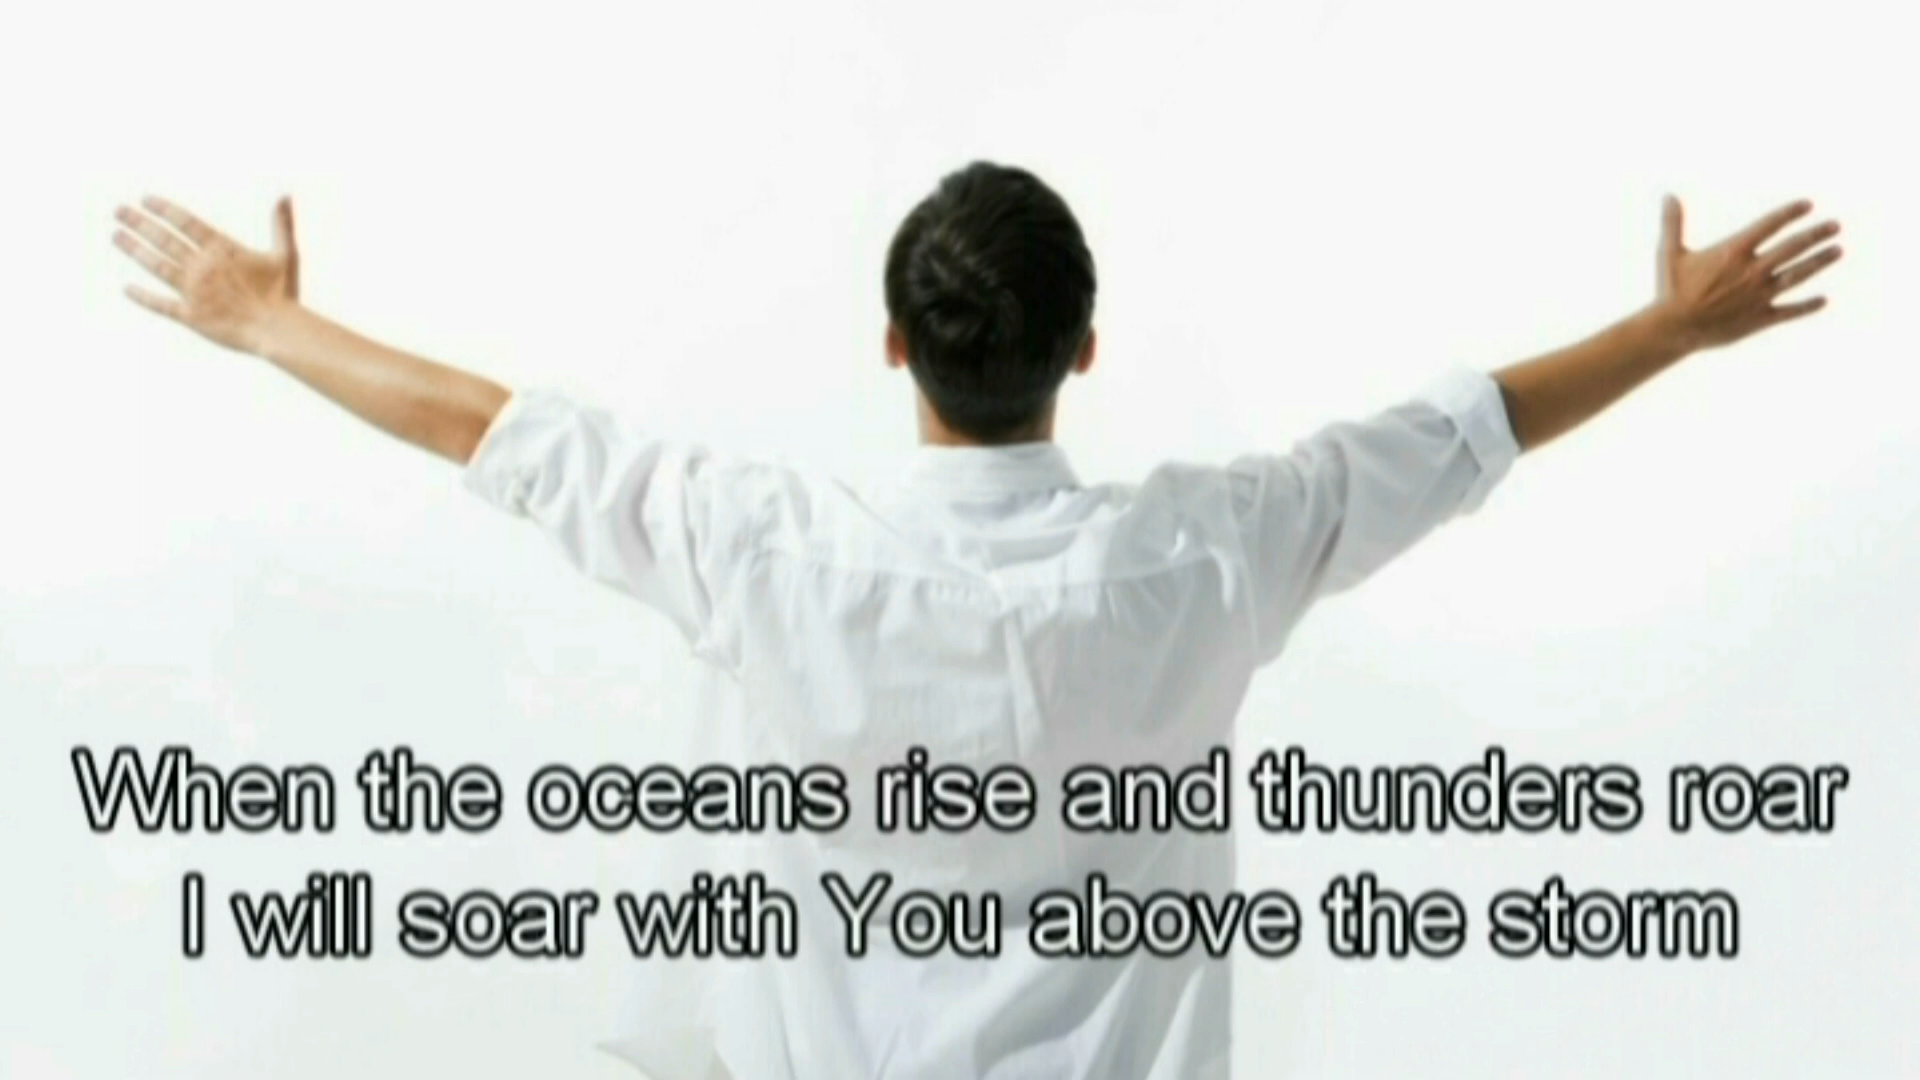 When the oceans rise and thunders roar
I will soar with You above the storm